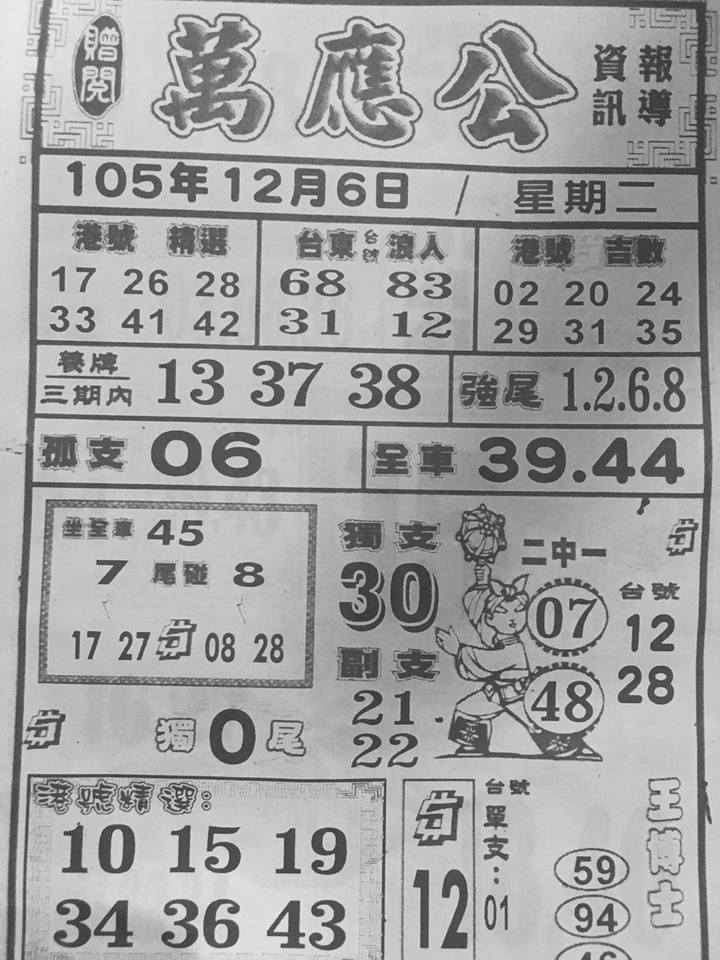 贈閱
萬應公
資訊報導
105年12月6日 / 星期二
港號 精選
17 26 28
33 41 42
台東台號浪人
68 83
31 12
港號 吉數
02 20 24
29 31 35
養牌
三期內
13 37 38
強尾 1.2.6.8
孤支 06
全車 39.44
坐全車 45
7 尾碰 8
17 27 08 28
獨支
30
副支
21
22
二中一
07
48
台號
12
28
獨0尾
港號精選:
10 15 19
34 36 43
12
台號
單支:01
王博士
59
94